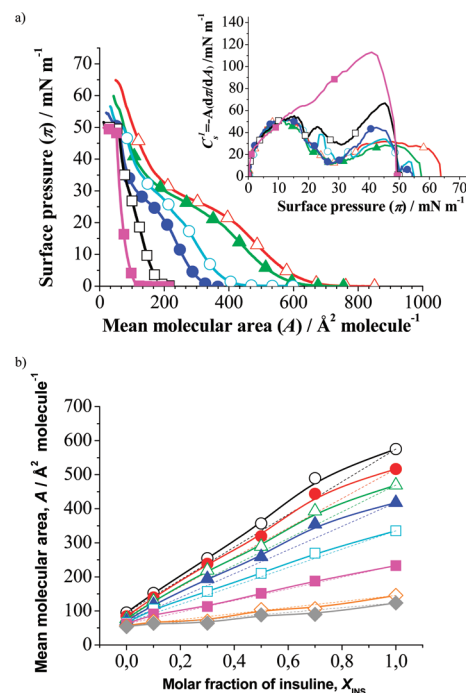 a)
C_s^-1=-A(dπ/dA) / mN m^-1
140
120
100
80
60
40
20
0
0 10 20 30 40 50 60 70
Surface pressure (π) / mN m^-1
Surface pressure (π) / mN m^-1
80
70
60
50
40
30
20
10
0
0 200 400 600 800 1000
Mean molecular area (A) / Å² molecule^-1
b)
Mean molecular area, A / Å² molecule^-1
700
600
500
400
300
200
100
0
0,0 0,2 0,4 0,6 0,8 1,0
Molar fraction of insuline, X_INS